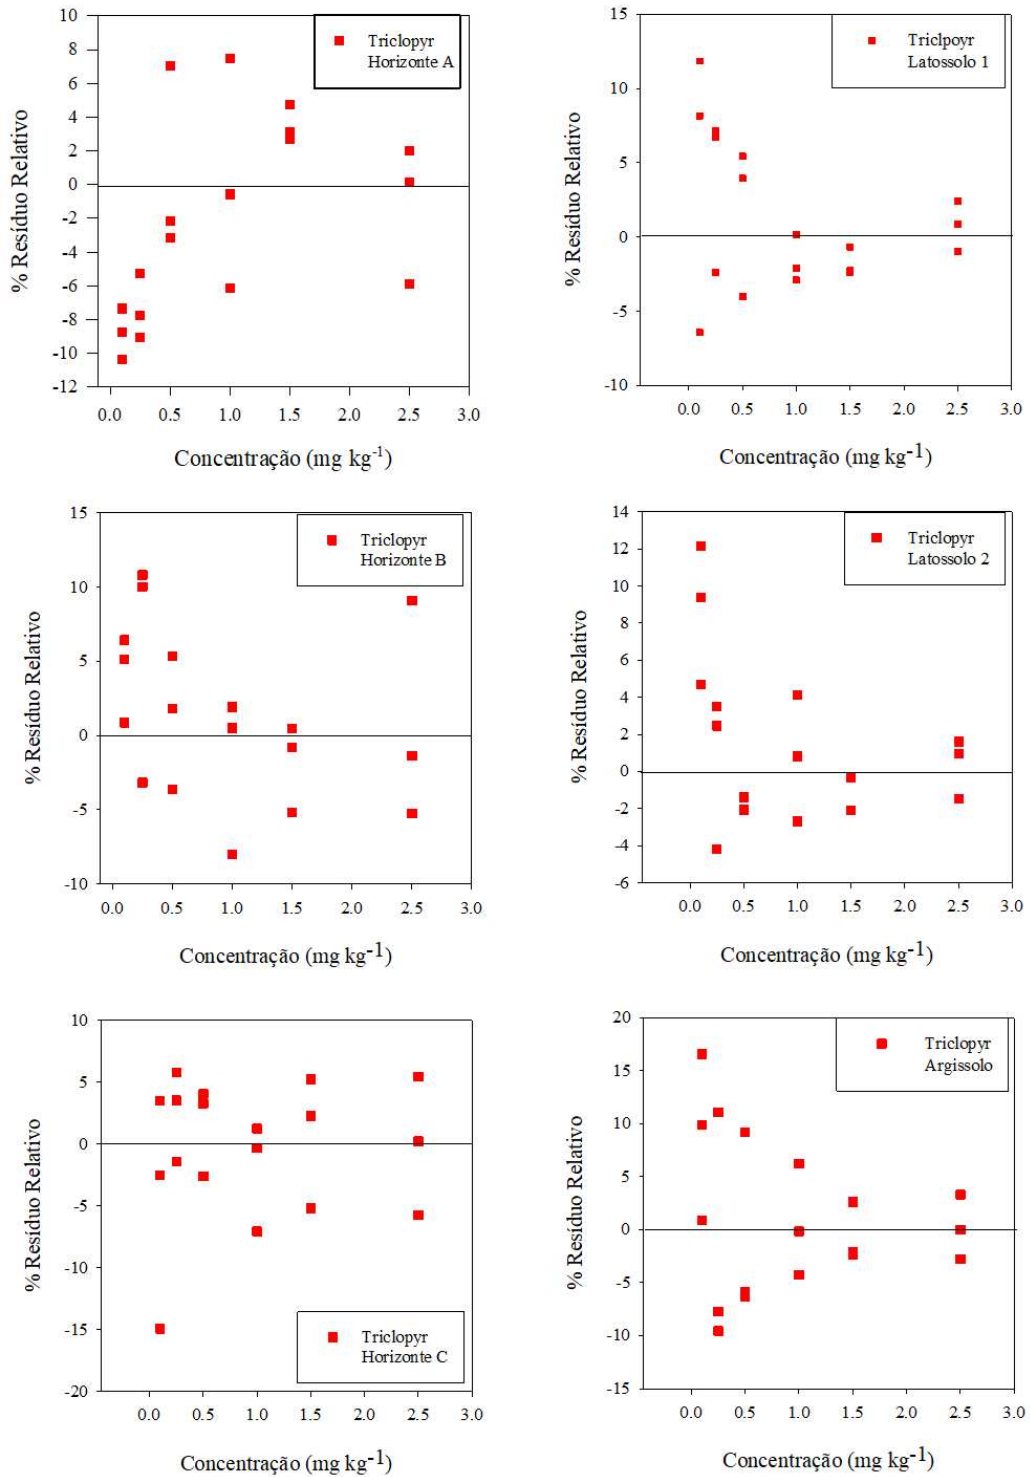 10
8
6
4
2
0
-2
-4
-6
-8
-10
-12
% Resíduo Relativo
Triclopyr
Horizonte A
0.0 0.5 1.0 1.5 2.0 2.5 3.0
Concentração (mg kg-1)
15
10
5
0
-5
-10
% Resíduo Relativo
Triclpoyr
Latossolo 1
0.0 0.5 1.0 1.5 2.0 2.5 3.0
Concentração (mg kg-1)
15
10
5
0
-5
-10
% Resíduo Relativo
Triclopyr
Horizonte B
0.0 0.5 1.0 1.5 2.0 2.5 3.0
Concentração (mg kg-1)
14
12
10
8
6
4
2
0
-2
-4
-6
% Resíduo Relativo
Triclopyr
Latossolo 2
0.0 0.5 1.0 1.5 2.0 2.5 3.0
Concentração (mg kg-1)
10
5
0
-5
-10
-15
-20
% Resíduo Relativo
Triclopyr
Horizonte C
0.0 0.5 1.0 1.5 2.0 2.5 3.0
Concentração (mg kg-1)
20
15
10
5
0
-5
-10
-15
% Resíduo Relativo
Triclopyr
Argissolo
0.0 0.5 1.0 1.5 2.0 2.5 3.0
Concentração (mg kg-1)